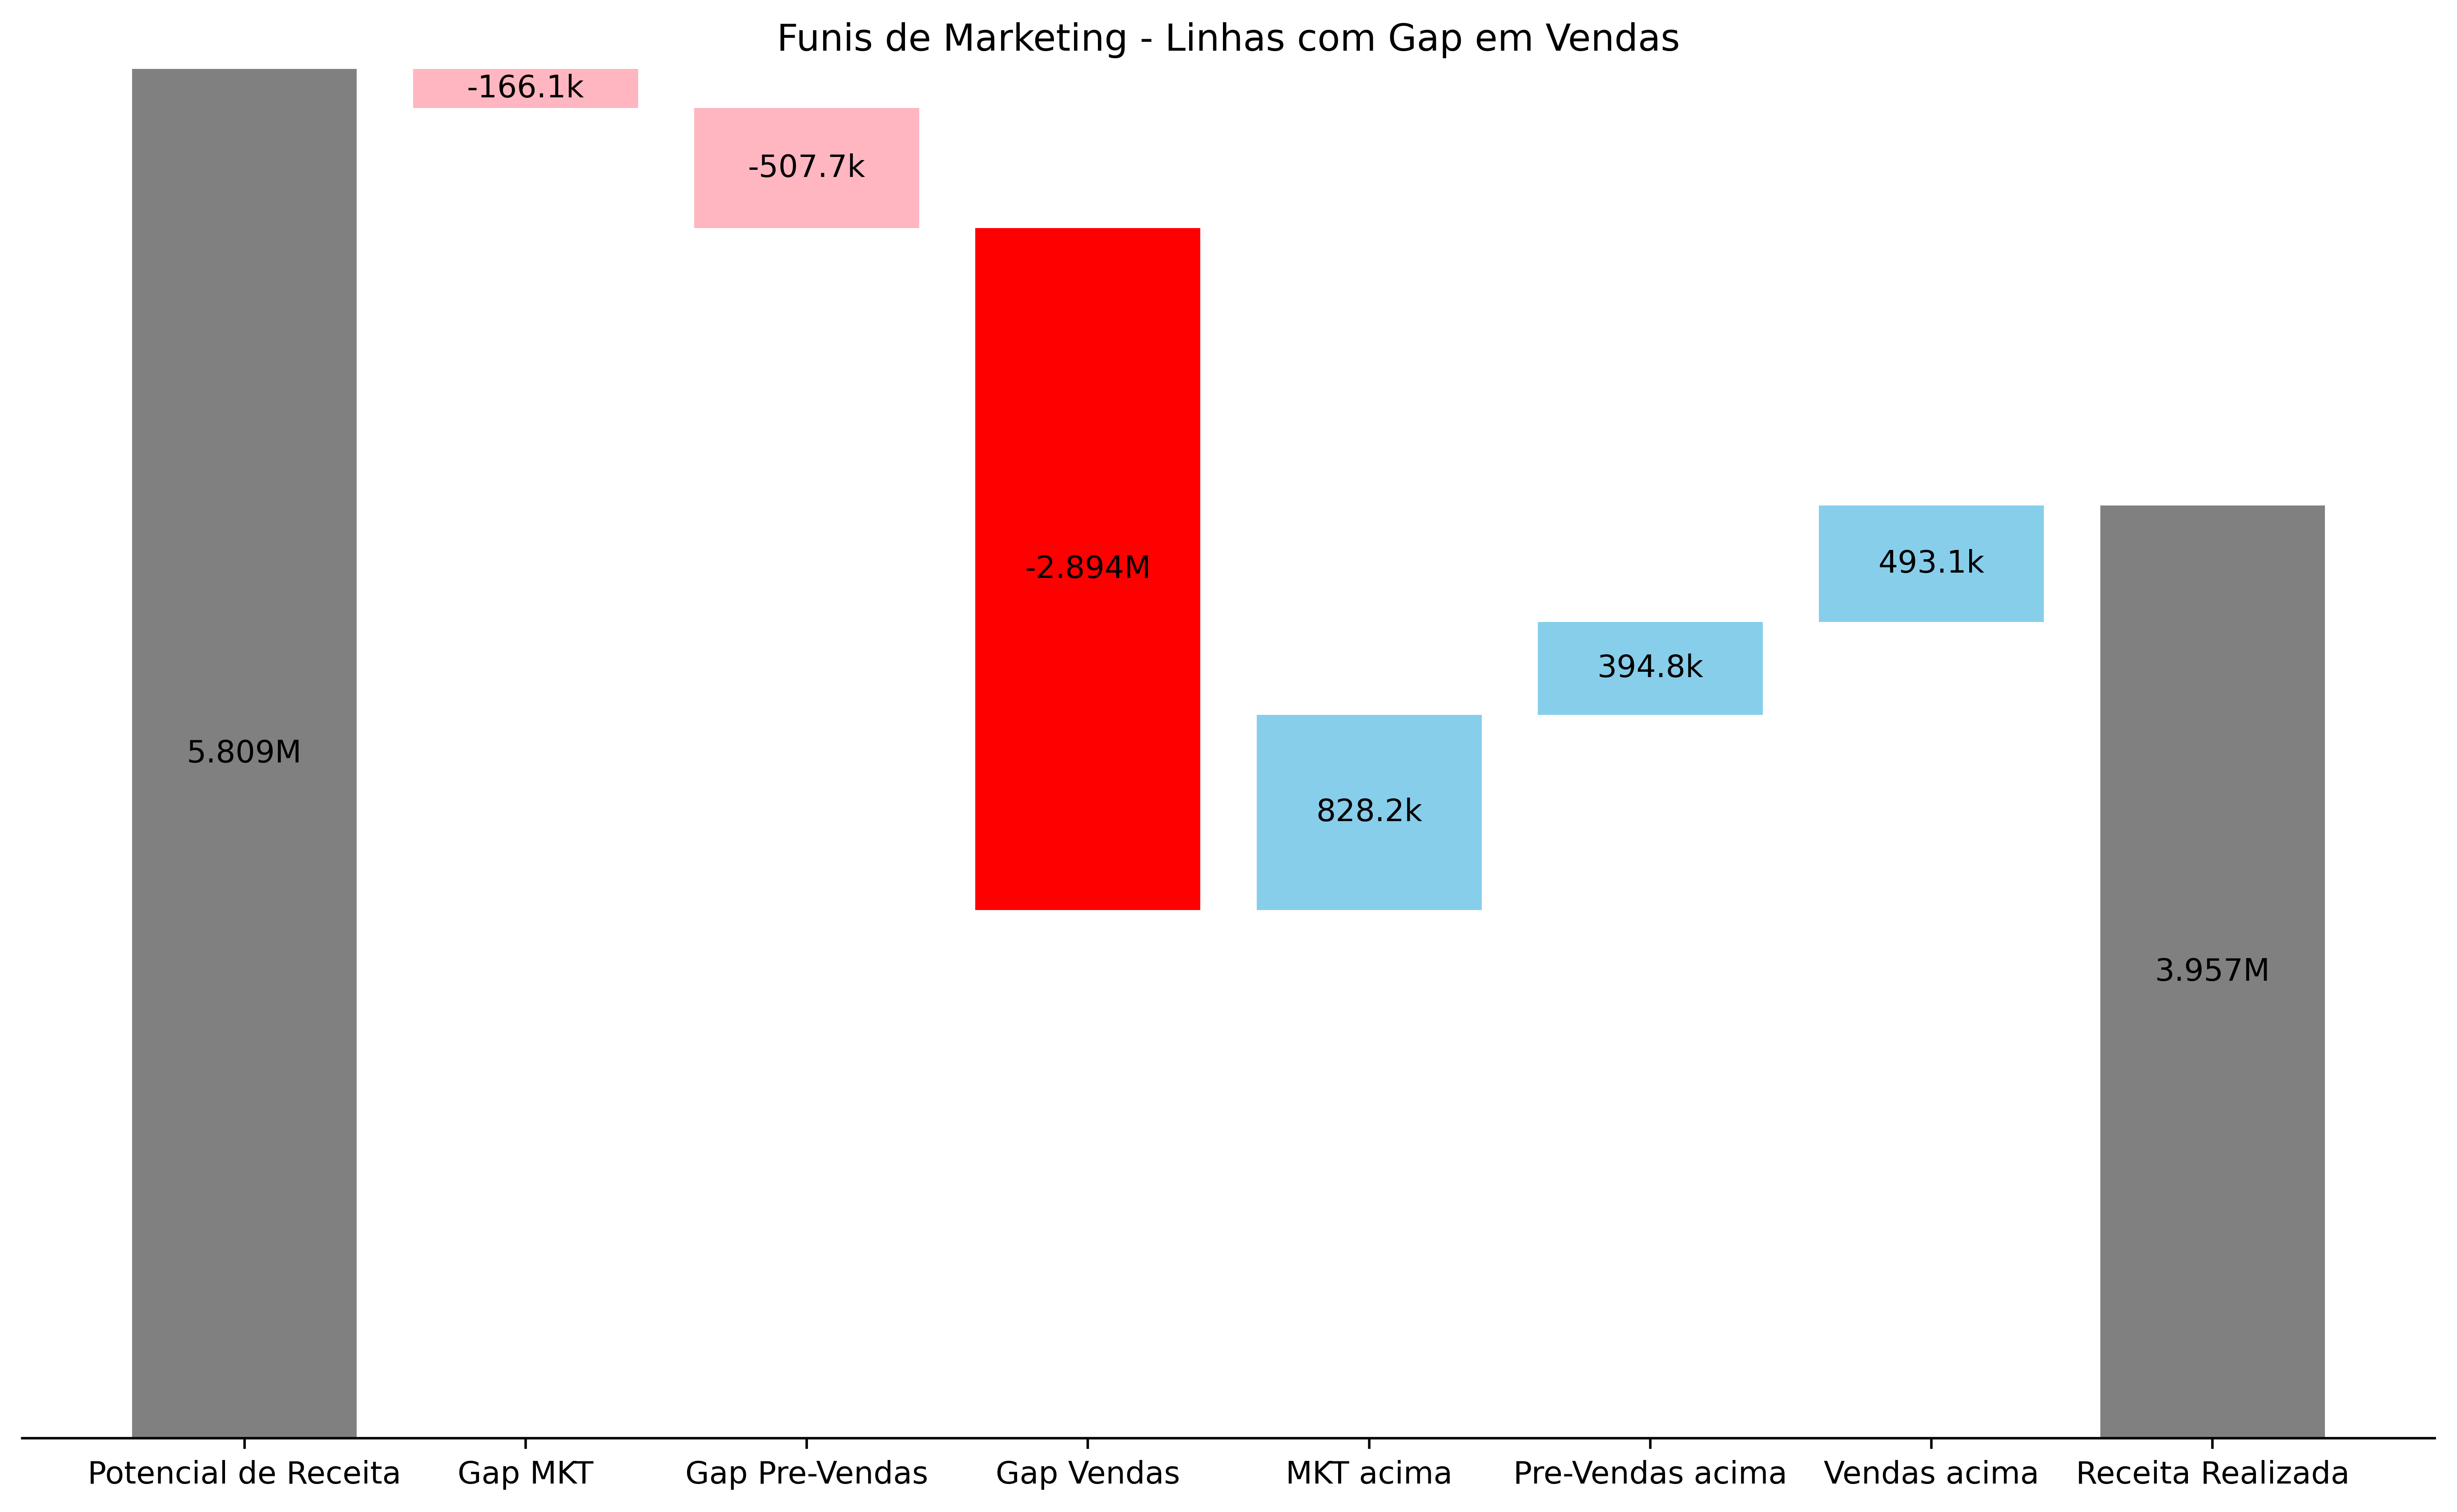 Funis de Marketing - Linhas com Gap em Vendas
-166.1k
-507.7k
-2.894M
493.1k
394.8k
5.809M
828.2k
3.957M
Potencial de Receita
Gap MKT
Gap Pre-Vendas
Gap Vendas
MKT acima
Pre-Vendas acima
Vendas acima
Receita Realizada